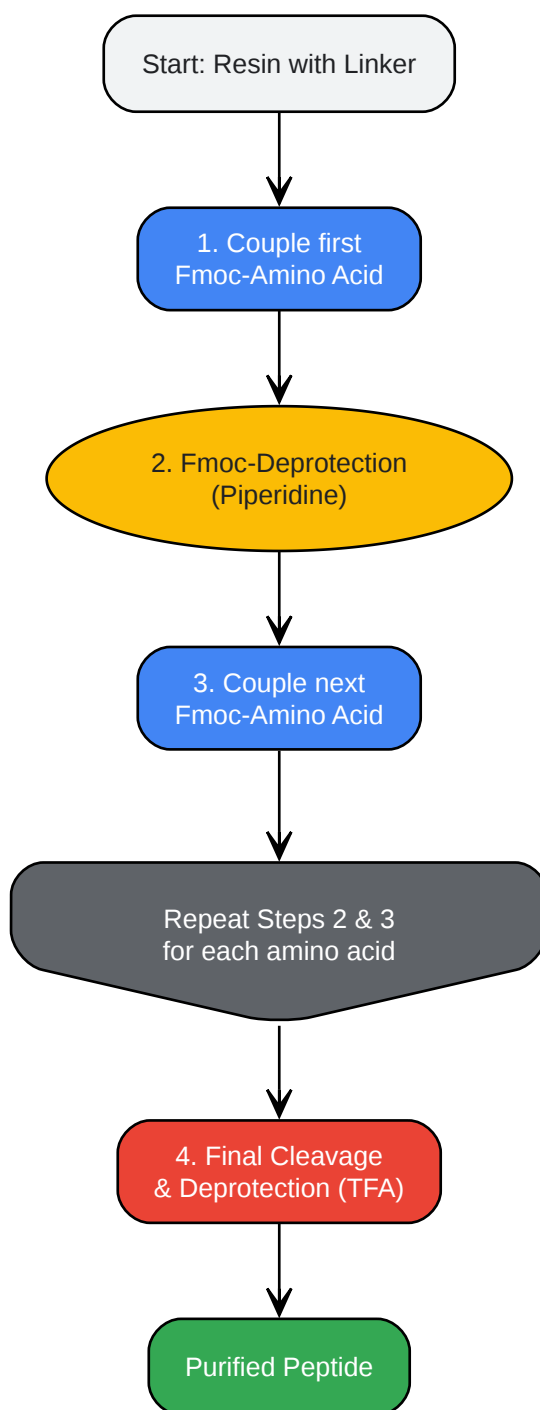 Start: Resin with Linker
1. Couple first
Fmoc-Amino Acid
2. Fmoc-Deprotection
(Piperidine)
3. Couple next
Fmoc-Amino Acid
Repeat Steps 2 & 3
for each amino acid
4. Final Cleavage
& Deprotection (TFA)
Purified Peptide